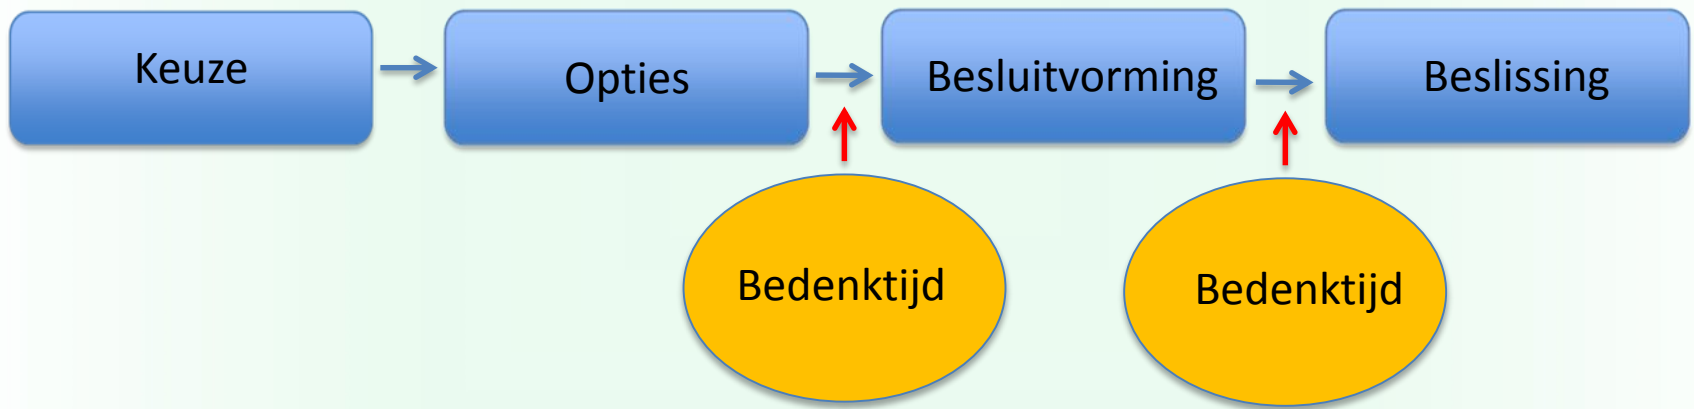 Keuze
Opties
Besluitvorming
Beslissing
Bedenktijd
Bedenktijd